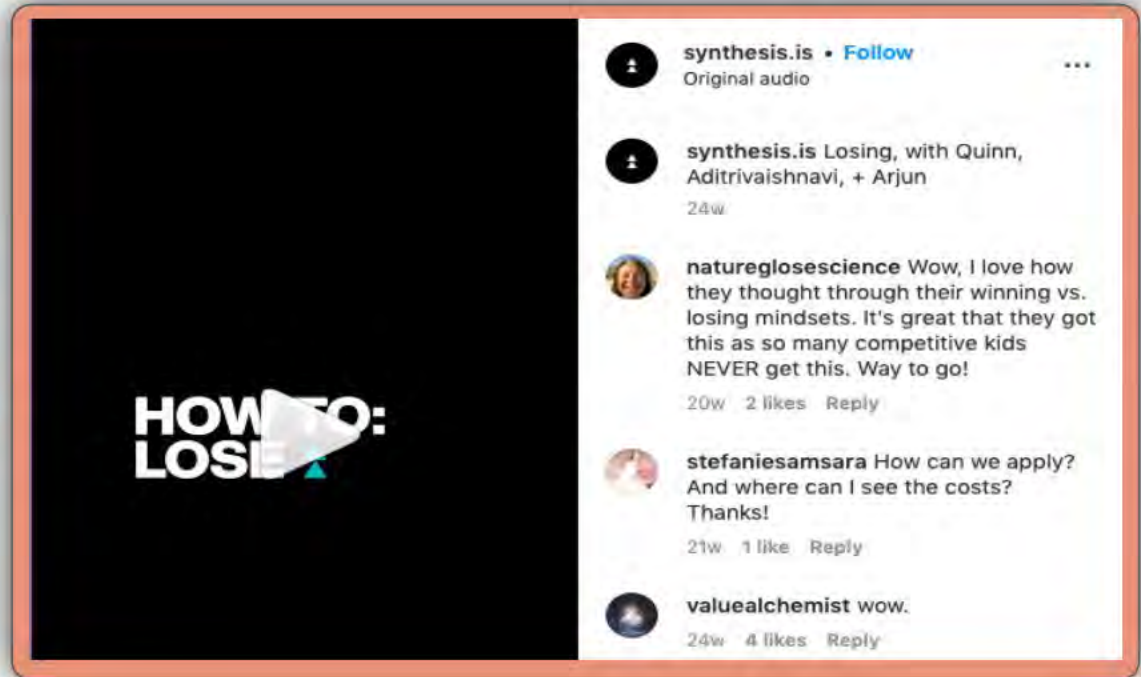 HOW TO:
LOSE
synthesis.is • Follow
Original audio
synthesis.is Losing, with Quinn,
Aditrivaishnavi, + Arjun
24w
natureglosescience Wow, I love how
they thought through their winning vs.
losing mindsets. It's great that they got
this as so many competitive kids
NEVER get this. Way to go!
20w 2 likes Reply
stefaniesamsara How can we apply?
And where can I see the costs?
Thanks!
21w 1 like Reply
valuealchemist wow.
24w 4 likes Reply